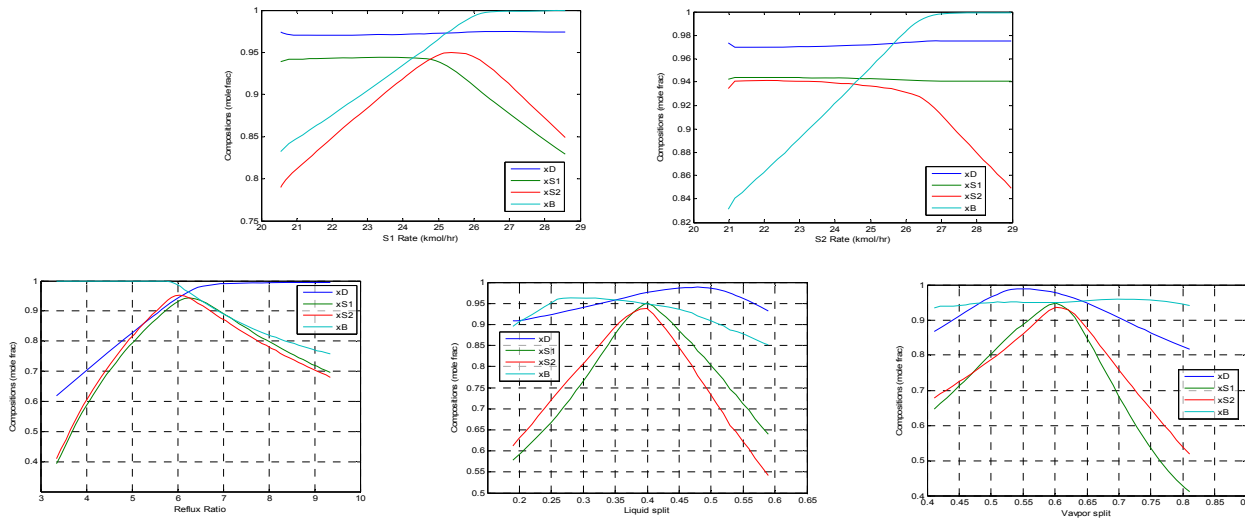 Compositions (mole frac)
1
0.95
0.9
0.85
0.8
0.75
20 21 22 23 24 25 26 27 28 29
S1 Rate (kmol/hr)
xD
xS1
xS2
xB
Compositions (mole frac)
1
0.98
0.96
0.94
0.92
0.9
0.88
0.86
0.84
0.82
20 21 22 23 24 25 26 27 28 29
S2 Rate (kmol/hr)
xD
xS1
xS2
xB
Compositions (mole frac)
1
0.9
0.8
0.7
0.6
0.5
0.4
3 4 5 6 7 8 9 10
Reflux Ratio
xD
xS1
xS2
xB
Compositions (mole frac)
1
0.95
0.9
0.85
0.8
0.75
0.7
0.65
0.6
0.55
0.5
0.2 0.25 0.3 0.35 0.4 0.45 0.5 0.55 0.6 0.65
Liquid split
xD
xS1
xS2
xB
Compositions (mole frac)
1
0.9
0.8
0.7
0.6
0.5
0.4
0.4 0.45 0.5 0.55 0.6 0.65 0.7 0.75 0.8 0.85
Vavpor split
xD
xS1
xS2
xB